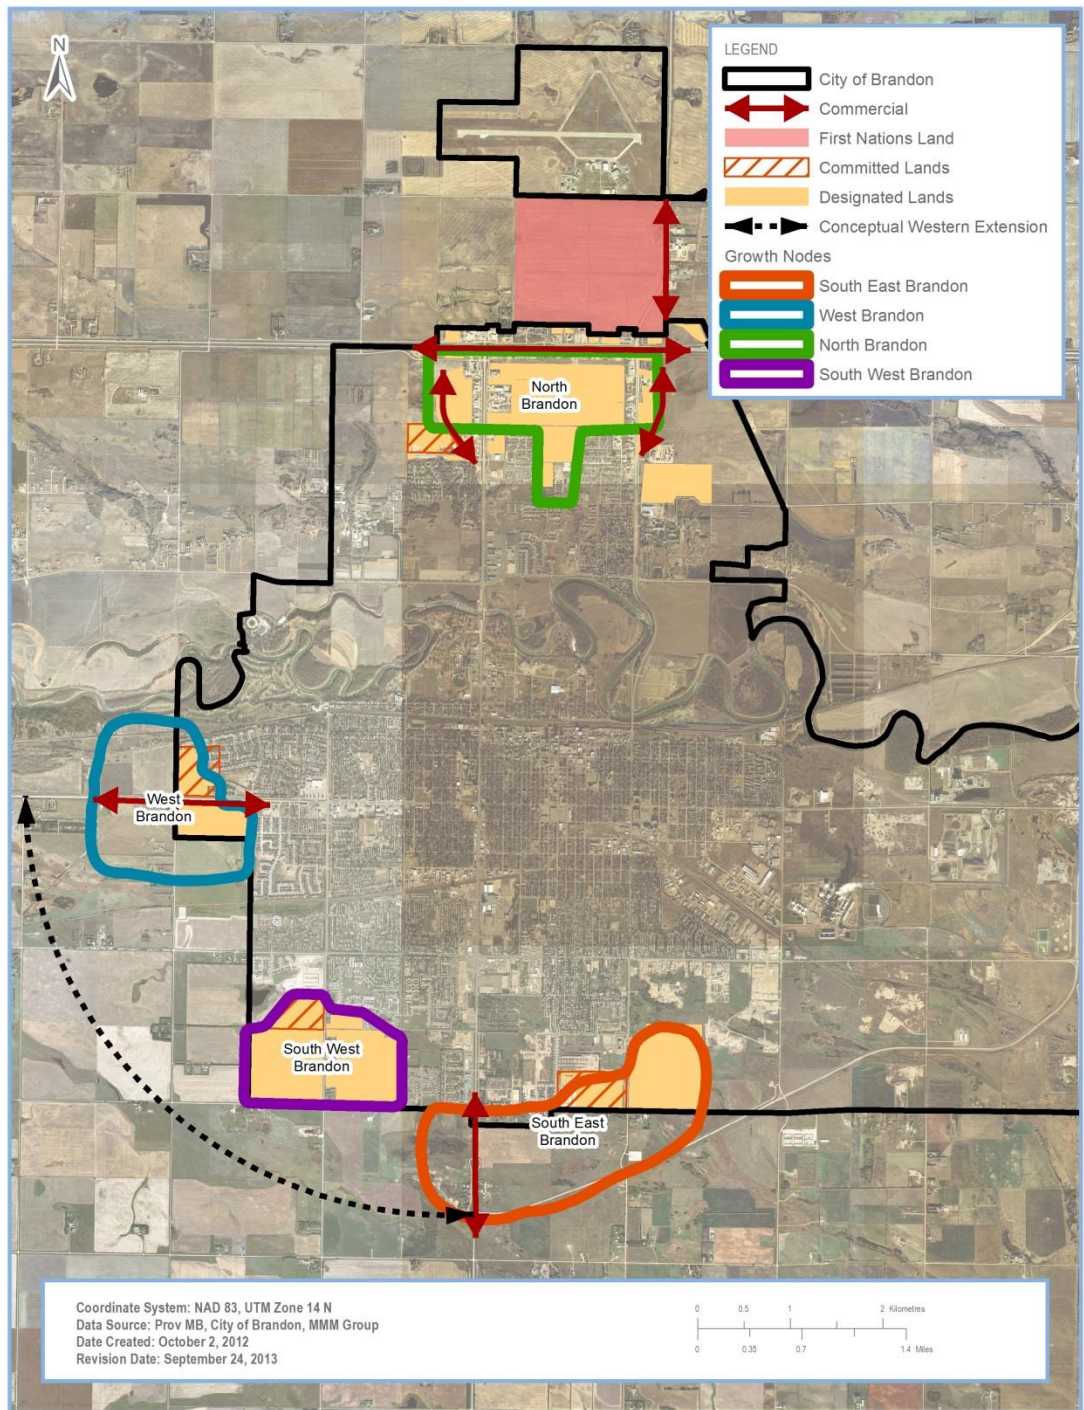 N
LEGEND
City of Brandon
Commercial
First Nations Land
Committed Lands
Designated Lands
Conceptual Western Extension
Growth Nodes
South East Brandon
West Brandon
North Brandon
South West Brandon
North
Brandon
West
Brandon
South West
Brandon
South East
Brandon
Coordinate System: NAD 83, UTM Zone 14 N
Data Source: Prov MB, City of Brandon, MMM Group
Date Created: October 2, 2012
Revision Date: September 24, 2013
0 0.5 1 2 Kilometres
0 0.35 0.7 1.4 Miles